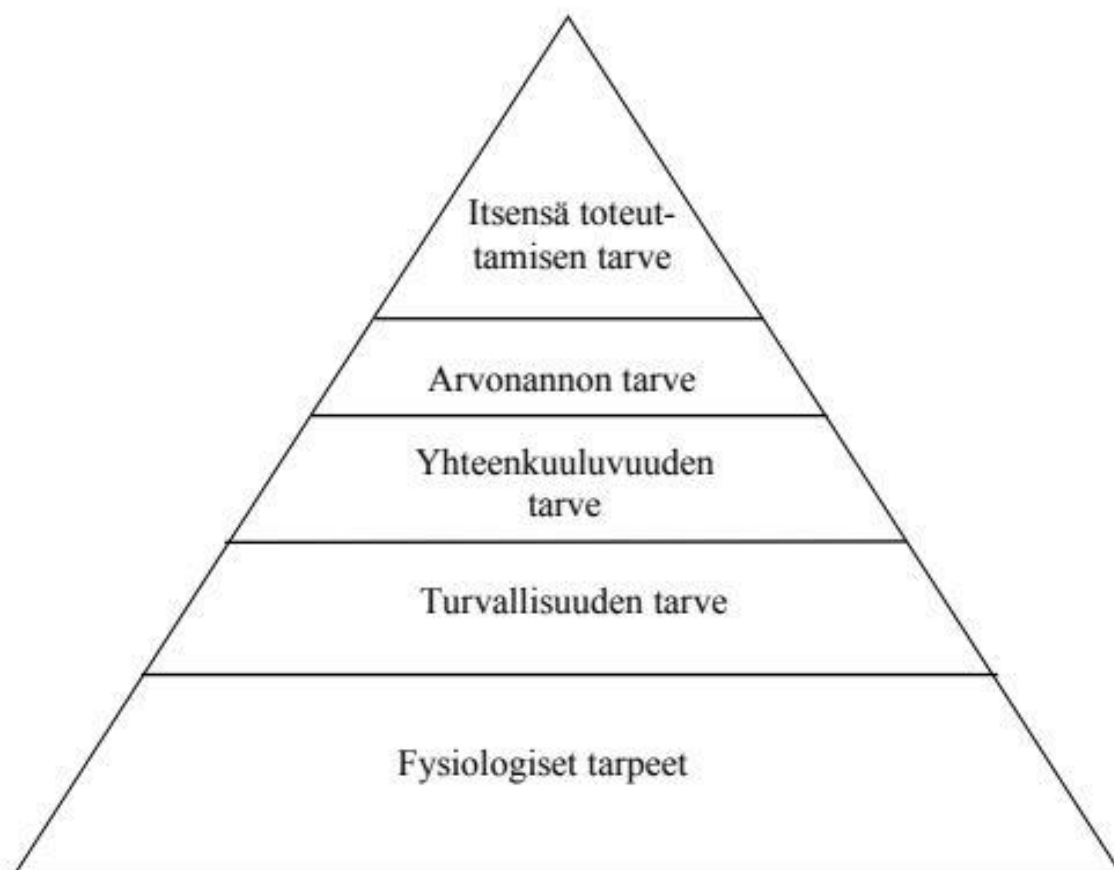 Itsensä toteut-
tamisen tarve
Arvonannon tarve
Yhteenkuuluvuuden
tarve
Turvallisuuden tarve
Fysiologiset tarpeet